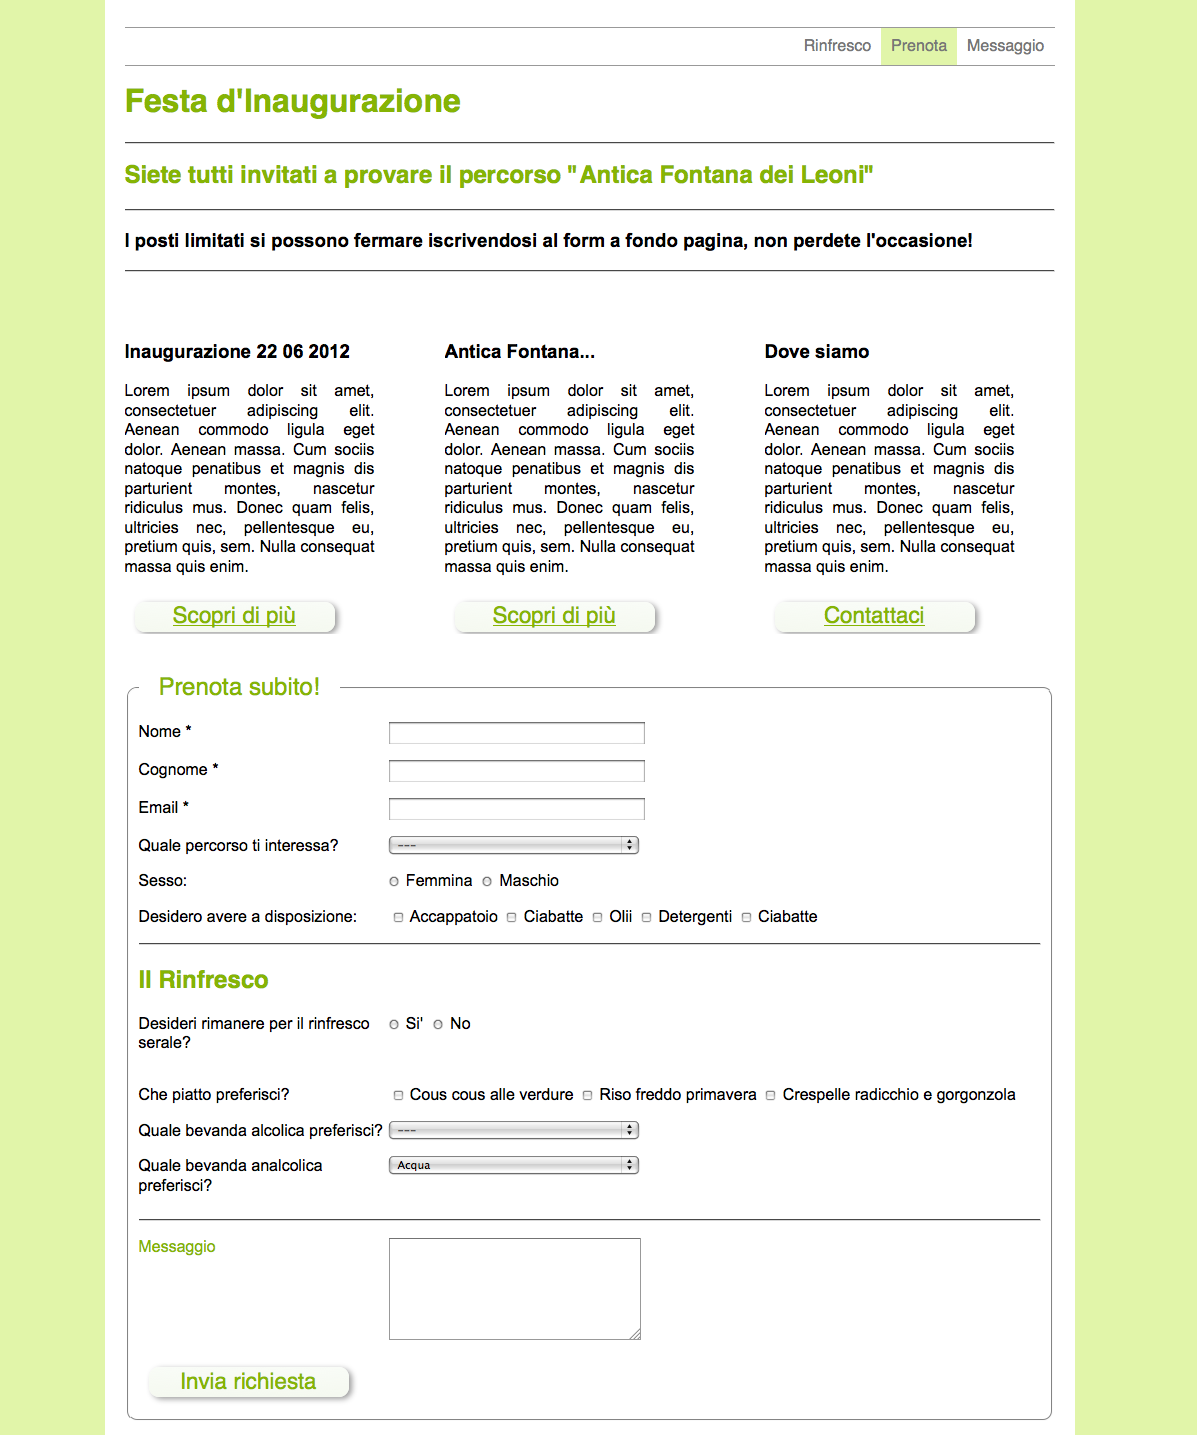 Rinfresco Prenota Messaggio
Festa d'Inaugurazione
Siete tutti invitati a provare il percorso "Antica Fontana dei Leoni"
I posti limitati si possono fermare iscrivendosi al form a fondo pagina, non perdete l'occasione!
Inaugurazione 22 06 2012
Lorem ipsum dolor sit amet,
consectetuer adipiscing elit.
Aenean commodo ligula eget
dolor. Aenean massa. Cum sociis
natoque penatibus et magnis dis
parturient montes, nascetur
ridiculus mus. Donec quam felis,
ultricies nec, pellentesque eu,
pretium quis, sem. Nulla consequat
massa quis enim.
Scopri di più
Antica Fontana...
Lorem ipsum dolor sit amet,
consectetuer adipiscing elit.
Aenean commodo ligula eget
dolor. Aenean massa. Cum sociis
natoque penatibus et magnis dis
parturient montes, nascetur
ridiculus mus. Donec quam felis,
ultricies nec, pellentesque eu,
pretium quis, sem. Nulla consequat
massa quis enim.
Scopri di più
Dove siamo
Lorem ipsum dolor sit amet,
consectetuer adipiscing elit.
Aenean commodo ligula eget
dolor. Aenean massa. Cum sociis
natoque penatibus et magnis dis
parturient montes, nascetur
ridiculus mus. Donec quam felis,
ultricies nec, pellentesque eu,
pretium quis, sem. Nulla consequat
massa quis enim.
Contattaci
Prenota subito!
Nome *
Cognome *
Email *
Quale percorso ti interessa? ---
Sesso: Femmina Maschio
Desidero avere a disposizione: Accappatoio Ciabatte Olii Detergenti Ciabatte
Il Rinfresco
Desideri rimanere per il rinfresco Si' No
serale?
Che piatto preferisci? Cous cous alle verdure Riso freddo primavera Crespelle radicchio e gorgonzola
Quale bevanda alcolica preferisci? ---
Quale bevanda analcolica Acqua
preferisci?
Messaggio
Invia richiesta